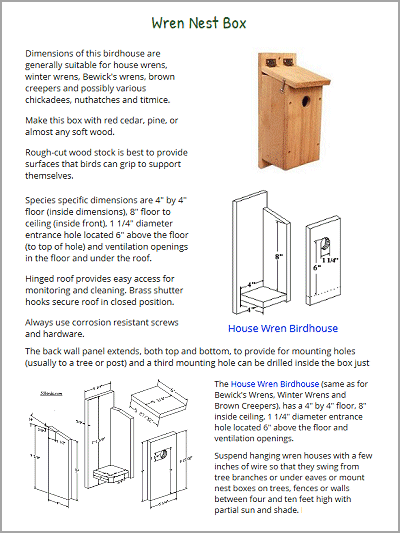 Wren Nest Box
Dimensions of this birdhouse are
generally suitable for house wrens,
winter wrens, Bewick's wrens, brown
creepers and possibly various
chickadees, nuthatches and titmice.
Make this box with red cedar, pine, or
almost any soft wood.
Rough-cut wood stock is best to provide
surfaces that birds can grip to support
themselves.
Species specific dimensions are 4" by 4"
floor (inside dimensions), 8" floor to
ceiling (inside front), 1 1/4" diameter
entrance hole located 6" above the floor
(to top of hole) and ventilation openings
in the floor and under the roof.
Hinged roof provides easy access for
monitoring and cleaning. Brass shutter
hooks secure roof in closed position.
Always use corrosion resistant screws
and hardware.
8"
4"
4"
1 1/4"
6"
House Wren Birdhouse
The back wall panel extends, both top and bottom, to provide for mounting holes
(usually to a tree or post) and a third mounting hole can be drilled inside the box just
The House Wren Birdhouse (same as for
Bewick's Wrens, Winter Wrens and
Brown Creepers), has a 4" by 4" floor, 8"
inside ceiling, 1 1/4" diameter entrance
hole located 6" above the floor and
ventilation openings.
Suspend hanging wren houses with a few
inches of wire so that they swing from
tree branches or under eaves or mount
nest boxes on trees, fences or walls
between four and ten feet high with
partial sun and shade.